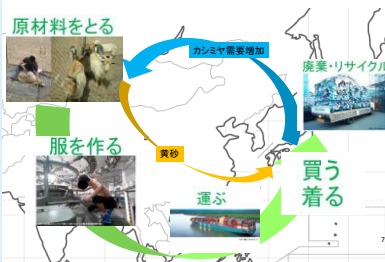 原材料をとる
カシミヤ需要増加
廃棄・リサイクル
服を作る
黄砂
買う
着る
運ぶ
7